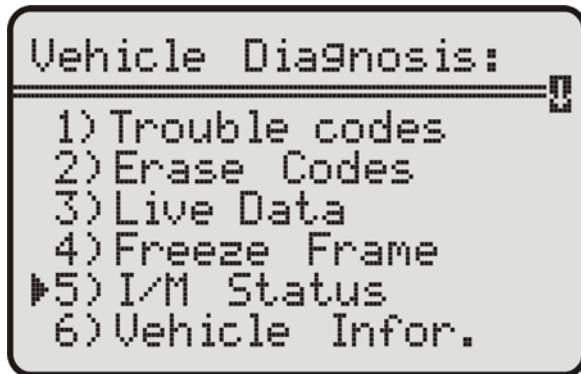 Vehicle Diagnosis:
1) Trouble codes
2) Erase Codes
3) Live Data
4) Freeze Frame
5) I/M Status
6) Vehicle Infor.